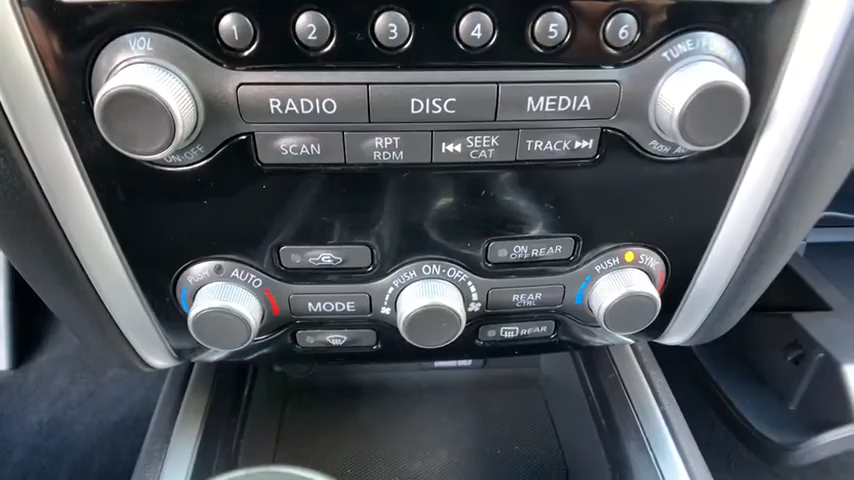 1 2 3 4 5 6
VOL
TUNE/
RADIO DISC MEDIA
SCAN RPT RDM SEEK CAT TRACK
ON·OFF
PUSH
PUSH AUTO
PUSH ON·OFF
ON OFF REAR
PUSH SYNC
MODE
REAR CTRL
REAR